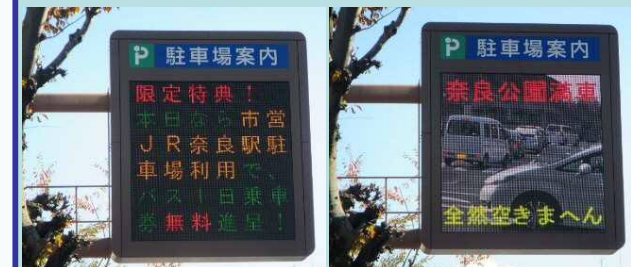 P 駐車場案内
限定特典!
本日なら市営
JR奈良駅駐
車場利用で、
バス一日乗車
券無料進呈!
P 駐車場案内
奈良公園満車
全然空きまへん